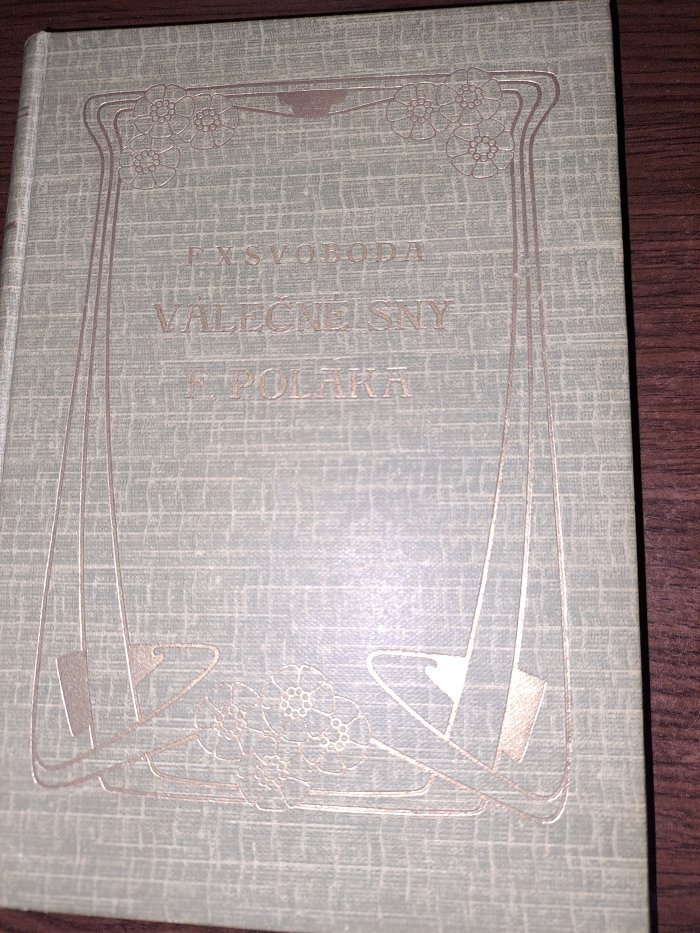 F. X. SVOBODA
VÁLEČNÉ SNY
F. POLÁKA